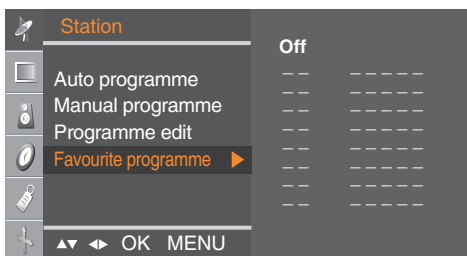 Station
Off
Auto programme
Manual programme
Programme edit
Favourite programme ▶
– –   – – – – –
– –   – – – – –
– –   – – – – –
– –   – – – – –
– –   – – – – –
– –   – – – – –
– –   – – – – –
– –   – – – – –
▲▼ ◀▶ OK MENU